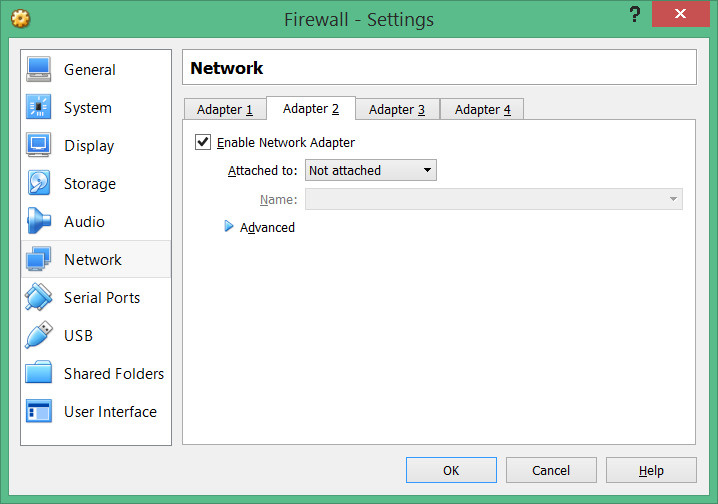 Firewall - Settings
?
General
System
Display
Storage
Audio
Network
Serial Ports
USB
Shared Folders
User Interface
Network
Adapter 1 Adapter 2 Adapter 3 Adapter 4
Enable Network Adapter
Attached to: Not attached
Name:
Advanced
OK Cancel Help